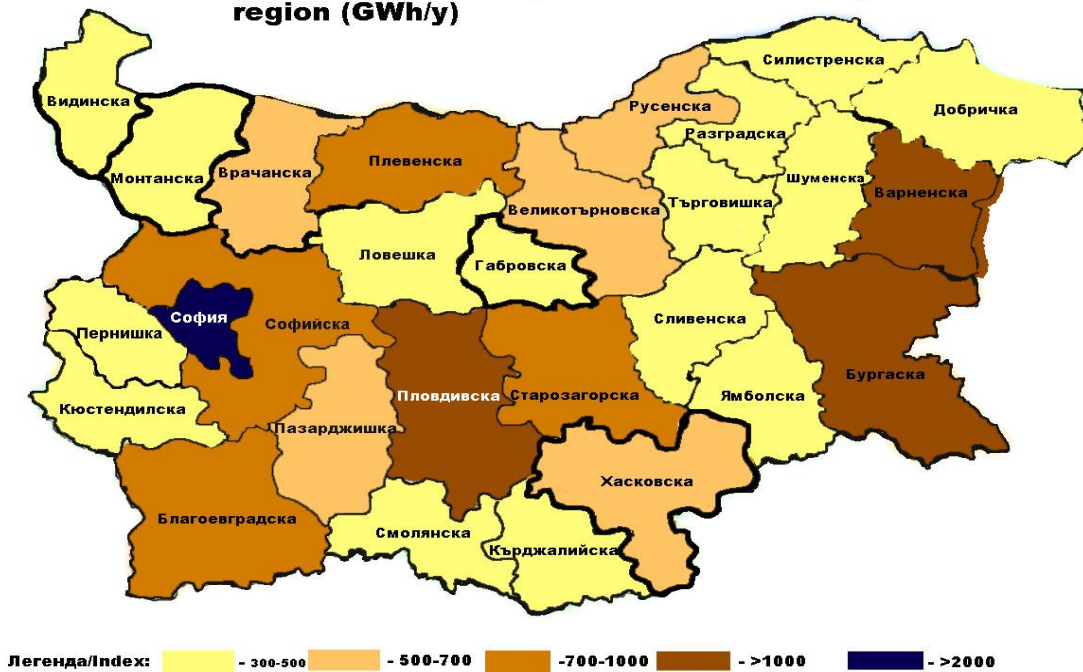 region (GWh/y)
Силистренска
Видинска
Русенска
Добричка
Разградска
Плевенска
Монтанска
Врачанска
Шуменска
Варненска
Търговишка
Великотърновска
Ловешка
Габровска
София
Софийска
Сливенска
Пернишка
Бургаска
Пловдивска
Старозагорска
Ямболска
Кюстендилска
Пазарджишка
Хасковска
Благоевградска
Смолянска
Кърджалийска
Легенда/Index: - 300-500 - 500-700 -700-1000 - >1000 - >2000